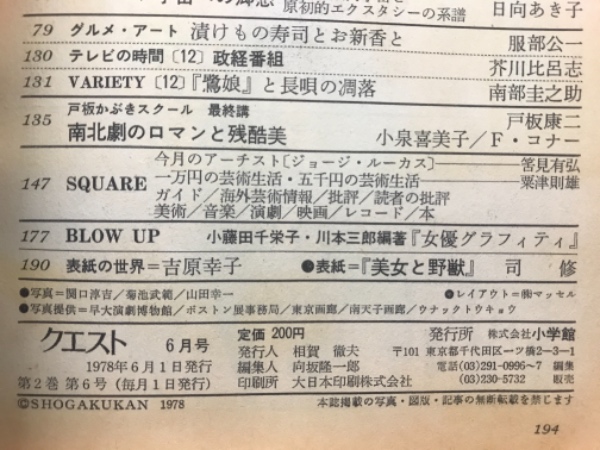 原初的エクスタシーの系譜 日向あき子
79 グルメ・アート 漬けもの寿司とお新香と 服部公一
130 テレビの時間〔12〕政経番組 芥川比呂志
131 VARIETY〔12〕『鷺娘』と長唄の凋落 南部圭之助
135 戸板かぶきスクール 最終講 戸板康二
南北劇のロマンと残酷美 小泉喜美子/F・コナー
今月のアーチスト〔ジョージ・ルーカス〕 筈見有弘
147 SQUARE 一万円の芸術生活・五千円の芸術生活 粟津則雄
ガイド/海外芸術情報/批評/読者の批評
美術/音楽/演劇/映画/レコード/本
177 BLOW UP 小藤田千栄子・川本三郎編著『女優グラフィティ』
190 表紙の世界=吉原幸子 ●表紙=『美女と野獣』 司 修
●写真=関口淳吉/菊池武範/山田幸一 ●レイアウト=㈱マッセル
●写真提供=早大演劇博物館/ボストン展事務局/東京画廊/南天子画廊/ウナックトウキョウ
クエスト 6月号
1978年6月1日発行
第2巻 第6号(毎月1日発行)
定価 200円
発行人 相賀 徹夫
編集人 向坂隆一郎
印刷所 大日本印刷株式会社
発行所 株式会社小学館
〒101 東京都千代田区一ツ橋2-3-1
電話(03)291-0996~7 編集
(03)230-5732 販売
©SHOGAKUKAN 1978 本誌掲載の写真・図版・記事の無断転載を禁じます
194